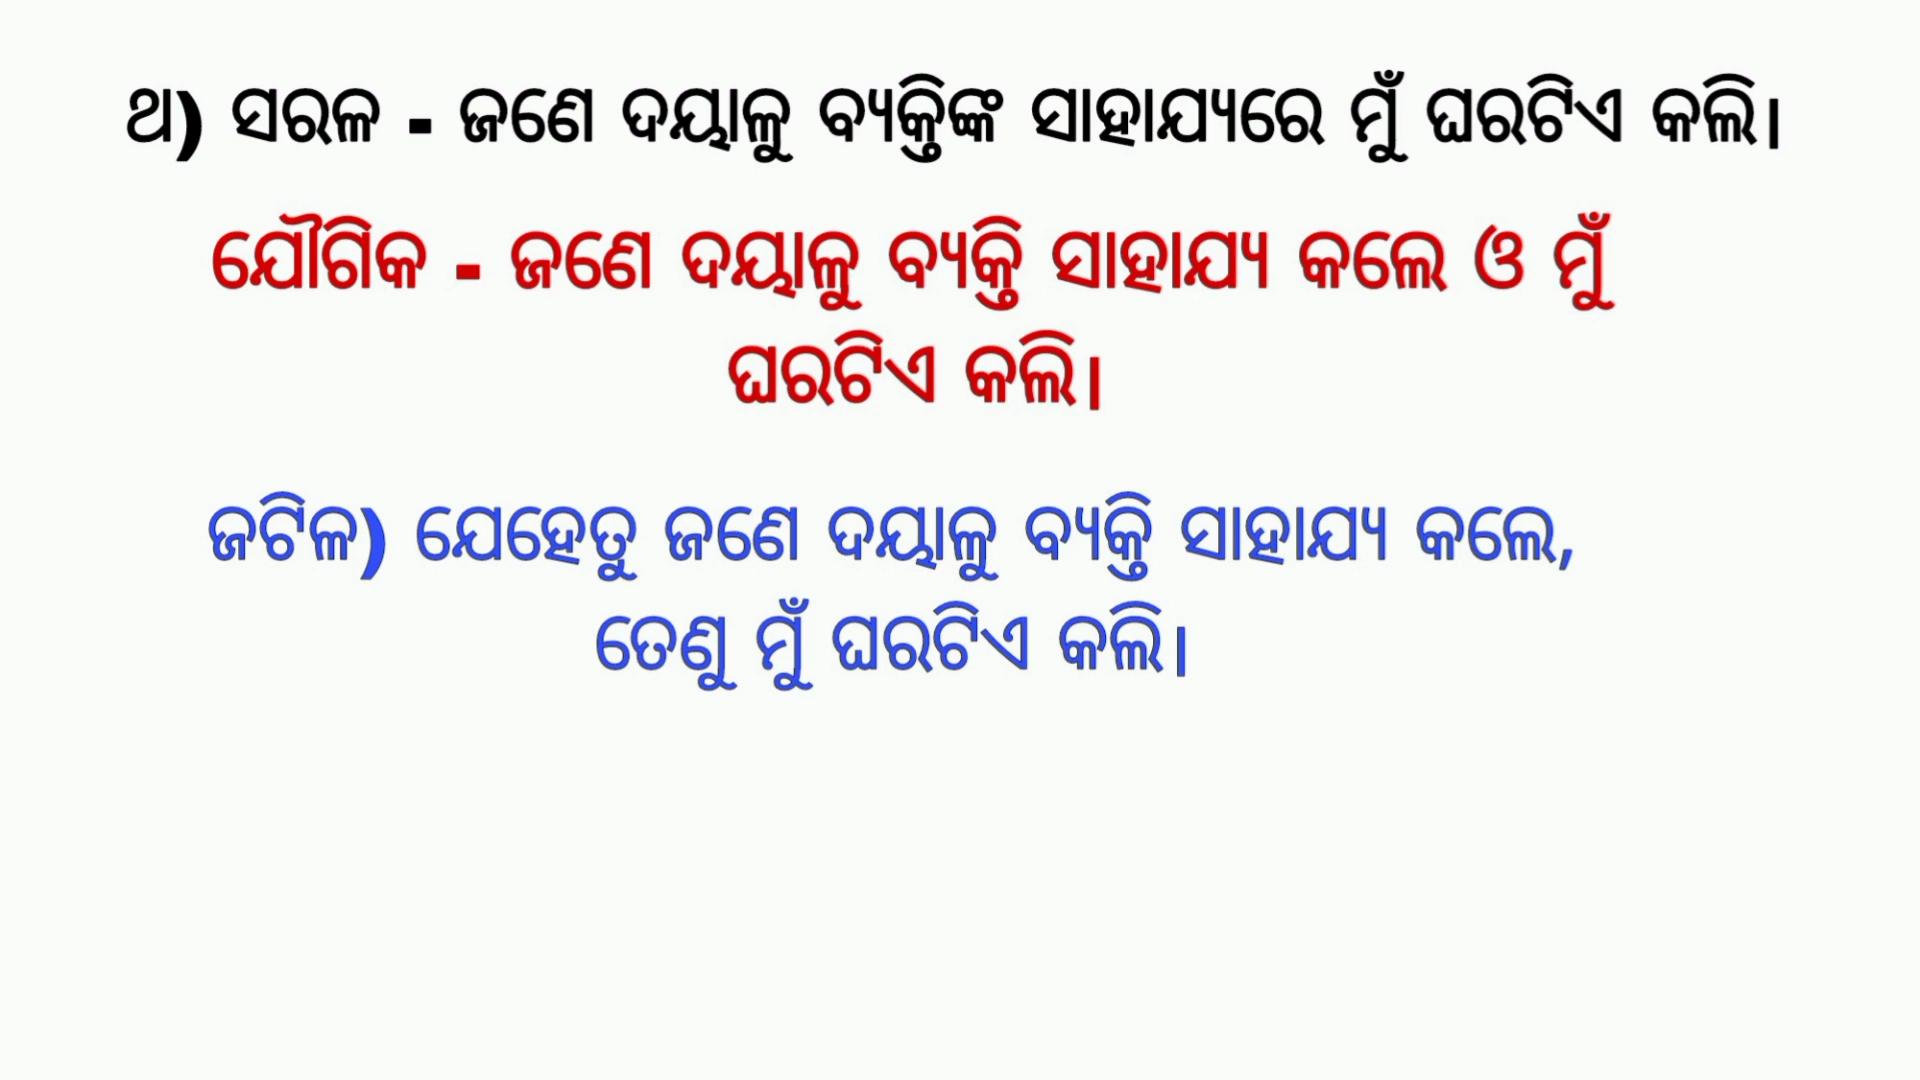 ଥ) ସରଳ - ଜଣେ ଦୟାଳୁ ବ୍ୟକ୍ତିଙ୍କ ସାହାଯ୍ୟରେ ମୁଁ ଘରଟିଏ କଲି।
ଯୌଗିକ - ଜଣେ ଦୟାଳୁ ବ୍ୟକ୍ତି ସାହାଯ୍ୟ କଲେ ଓ ମୁଁ
ଘରଟିଏ କଲି।
ଜଟିଳ) ଯେହେତୁ ଜଣେ ଦୟାଳୁ ବ୍ୟକ୍ତି ସାହାଯ୍ୟ କଲେ,
ତେଣୁ ମୁଁ ଘରଟିଏ କଲି।